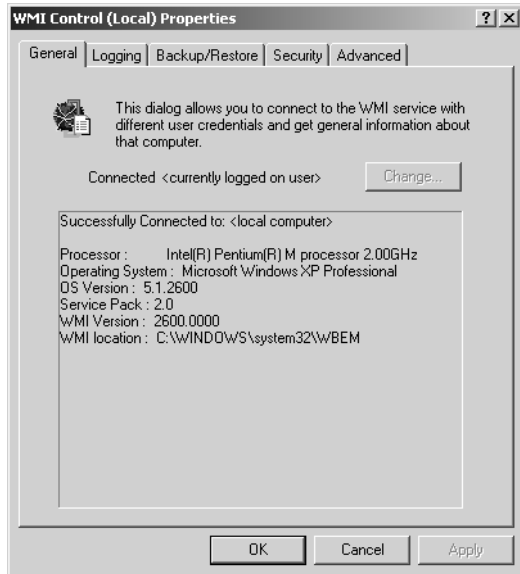 WMI Control (Local) Properties ? X
General Logging Backup/Restore Security Advanced
This dialog allows you to connect to the WMI service with
different user credentials and get general information about
that computer.
Connected <currently logged on user> Change...
Successfully Connected to: <local computer>
Processor : Intel(R) Pentium(R) M processor 2.00GHz
Operating System : Microsoft Windows XP Professional
OS Version : 5.1.2600
Service Pack : 2.0
WMI Version : 2600.0000
WMI location : C:\WINDOWS\system32\WBEM
OK Cancel Apply